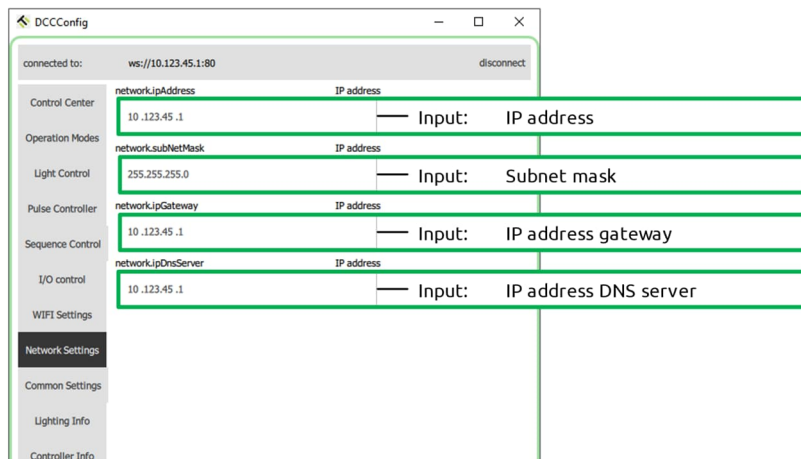 DCCConfig
connected to: ws://10.123.45.1:80 disconnect
Control Center
Operation Modes
Light Control
Pulse Controller
Sequence Control
I/O control
WIFI Settings
Network Settings
Common Settings
Lighting Info
Controller Info
network.ipAddress IP address
10 .123.45 .1 Input: IP address
network.subNetMask IP address
255.255.255.0 Input: Subnet mask
network.ipGateway IP address
10 .123.45 .1 Input: IP address gateway
network.ipDnsServer IP address
10 .123.45 .1 Input: IP address DNS server